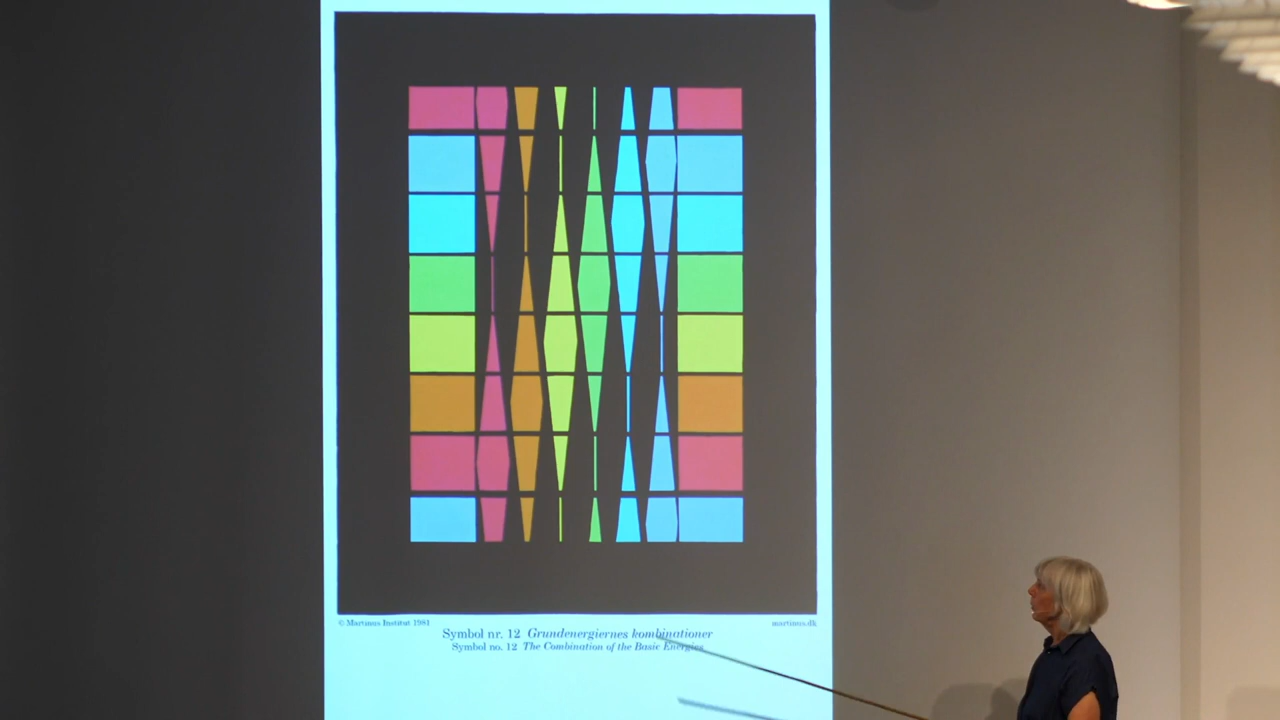 © Martinus Institut 1981
martinus.dk
Symbol nr. 12 Grundenergiernes kombinationer
Symbol no. 12 The Combination of the Basic Energies